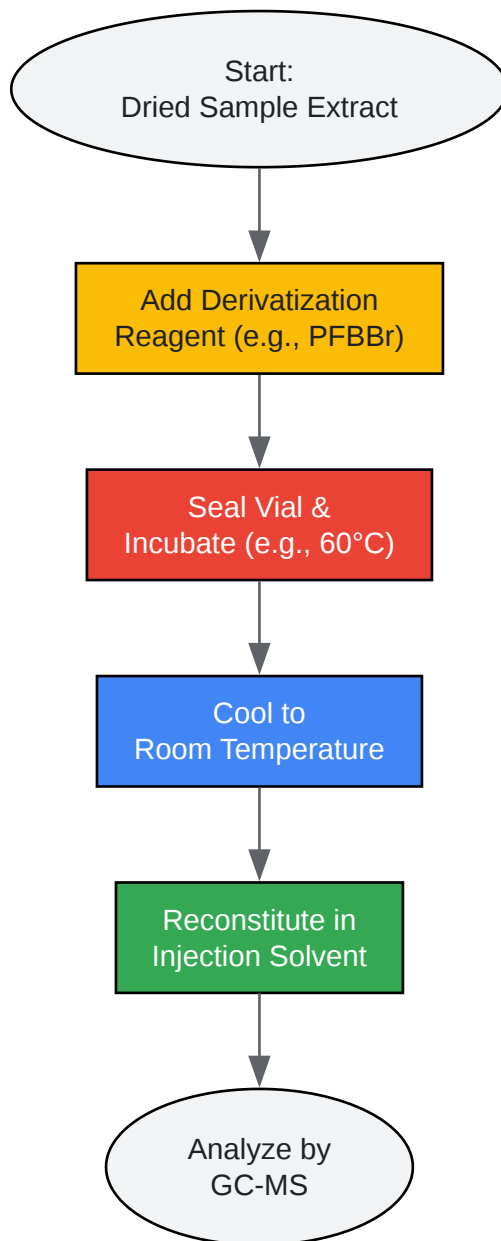 Start:
Dried Sample Extract
Add Derivatization
Reagent (e.g., PFBBr)
Seal Vial &
Incubate (e.g., 60°C)
Cool to
Room Temperature
Reconstitute in
Injection Solvent
Analyze by
GC-MS